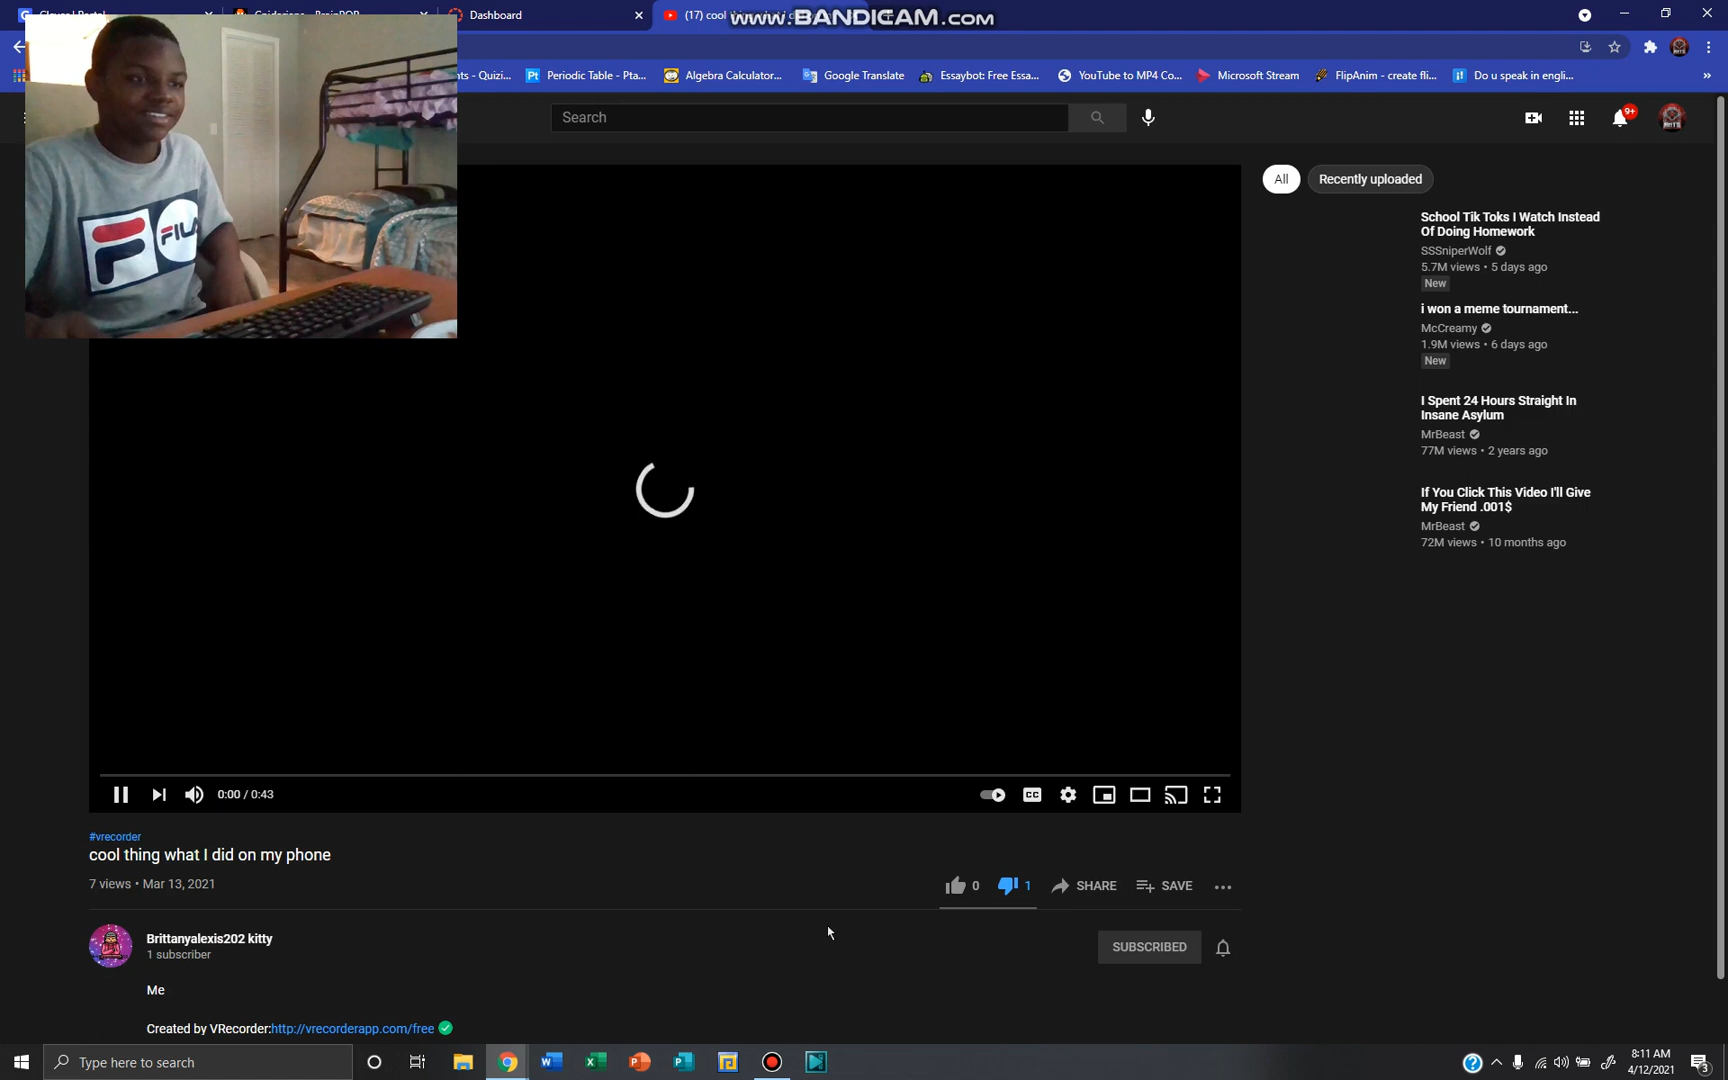 Dashboard
(17) cool
www.BANDICAM.com
nts - Quizi...
Periodic Table - Pta...
Algebra Calculator...
Google Translate
Essaybot: Free Essa...
YouTube to MP4 Co...
Microsoft Stream
FlipAnim - create fli...
Do u speak in engli...
»
Search
9+
FILA
All
Recently uploaded
School Tik Toks I Watch Instead
Of Doing Homework
SSSniperWolf
5.7M views • 5 days ago
New
i won a meme tournament...
McCreamy
1.9M views • 6 days ago
New
I Spent 24 Hours Straight In
Insane Asylum
MrBeast
77M views • 2 years ago
If You Click This Video I'll Give
My Friend .001$
MrBeast
72M views • 10 months ago
0:00 / 0:43
CC
#vrecorder
cool thing what I did on my phone
7 views • Mar 13, 2021
0
1
SHARE
SAVE
Brittanyalexis202 kitty
1 subscriber
SUBSCRIBED
Me
Created by VRecorder:http://vrecorderapp.com/free
Type here to search
8:11 AM
4/12/2021
3